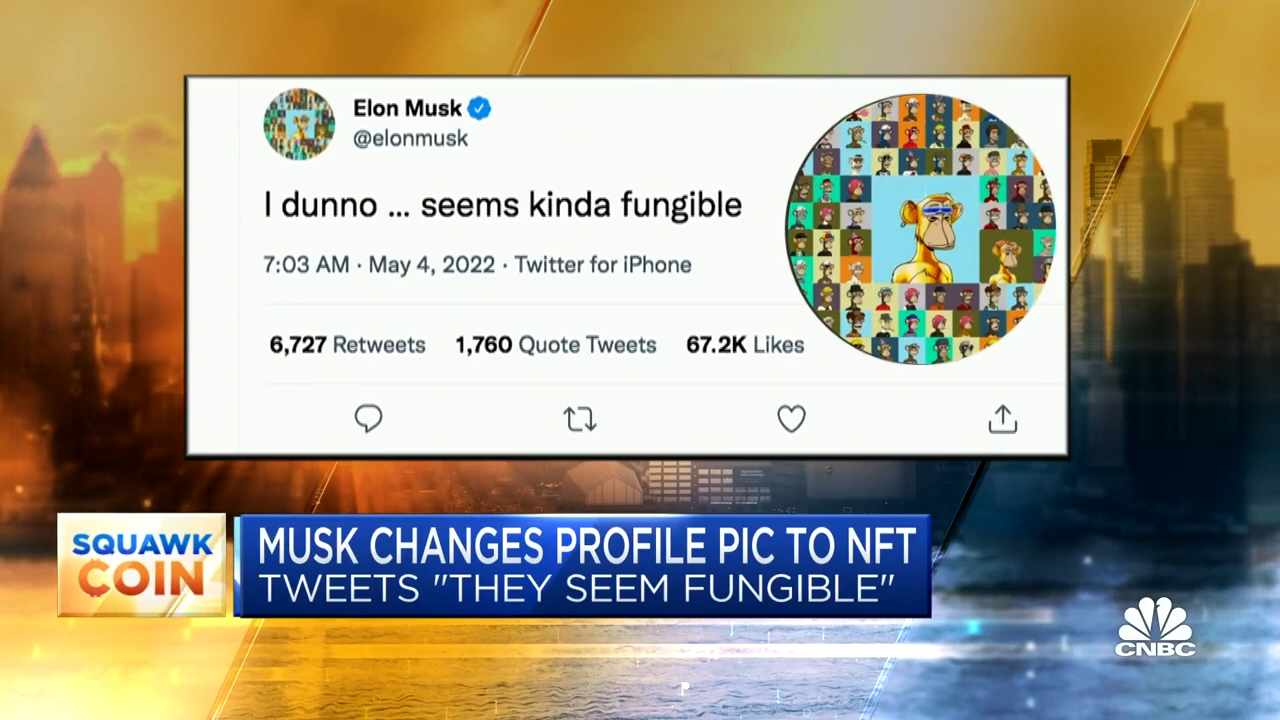 Elon Musk
@elonmusk
I dunno ... seems kinda fungible
7:03 AM · May 4, 2022 · Twitter for iPhone
6,727 Retweets 1,760 Quote Tweets 67.2K Likes
SQUAWK
COIN
MUSK CHANGES PROFILE PIC TO NFT
TWEETS "THEY SEEM FUNGIBLE"
CNBC